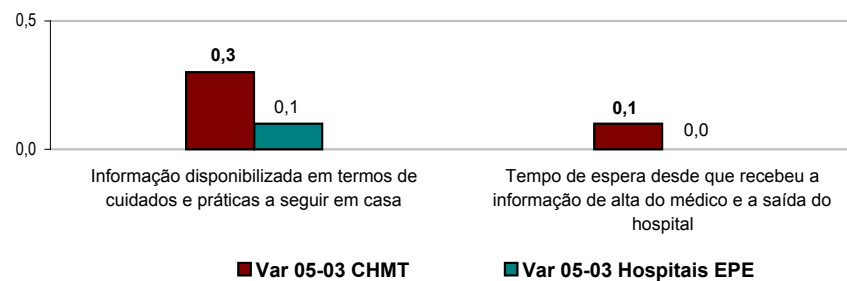 0,5
0,3
0,1
0,1
0,0
0,0
Informação disponibilizada em termos de
cuidados e práticas a seguir em casa
Tempo de espera desde que recebeu a
informação de alta do médico e a saída do
hospital
Var 05-03 CHMT
Var 05-03 Hospitais EPE